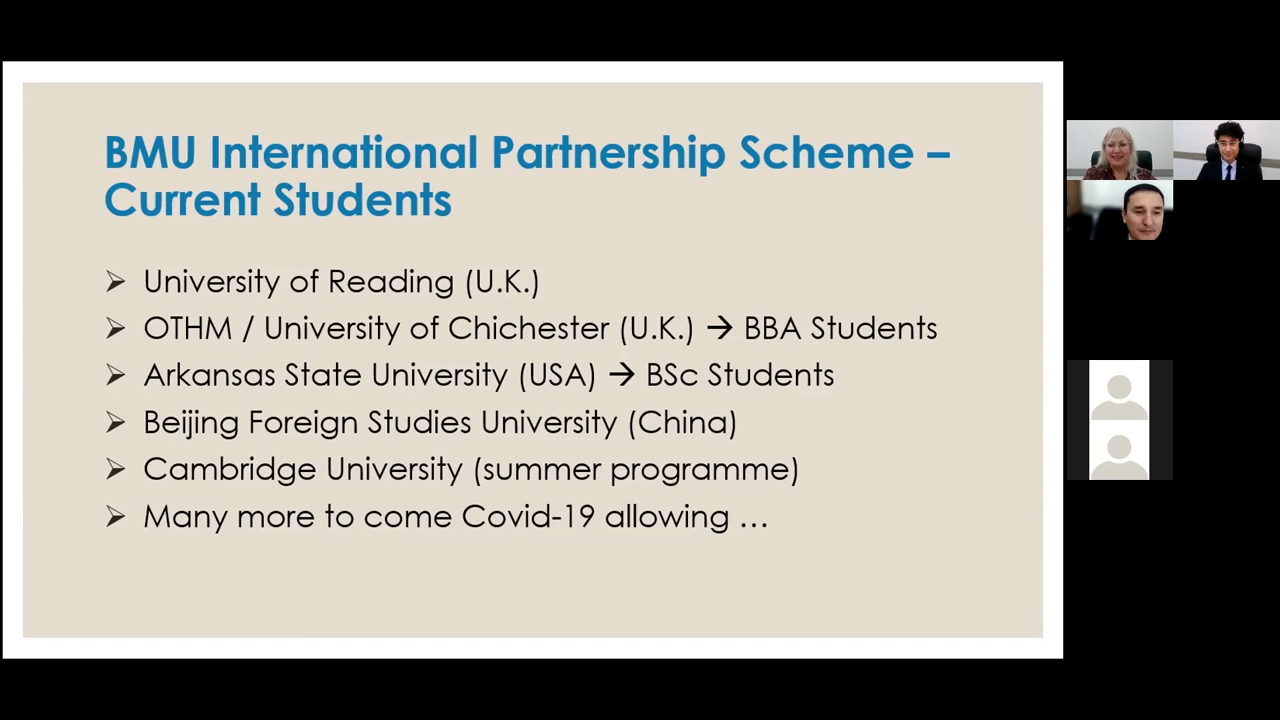 BMU International Partnership Scheme –
Current Students
➢ University of Reading (U.K.)
➢ OTHM / University of Chichester (U.K.) → BBA Students
➢ Arkansas State University (USA) → BSc Students
➢ Beijing Foreign Studies University (China)
➢ Cambridge University (summer programme)
➢ Many more to come Covid-19 allowing …